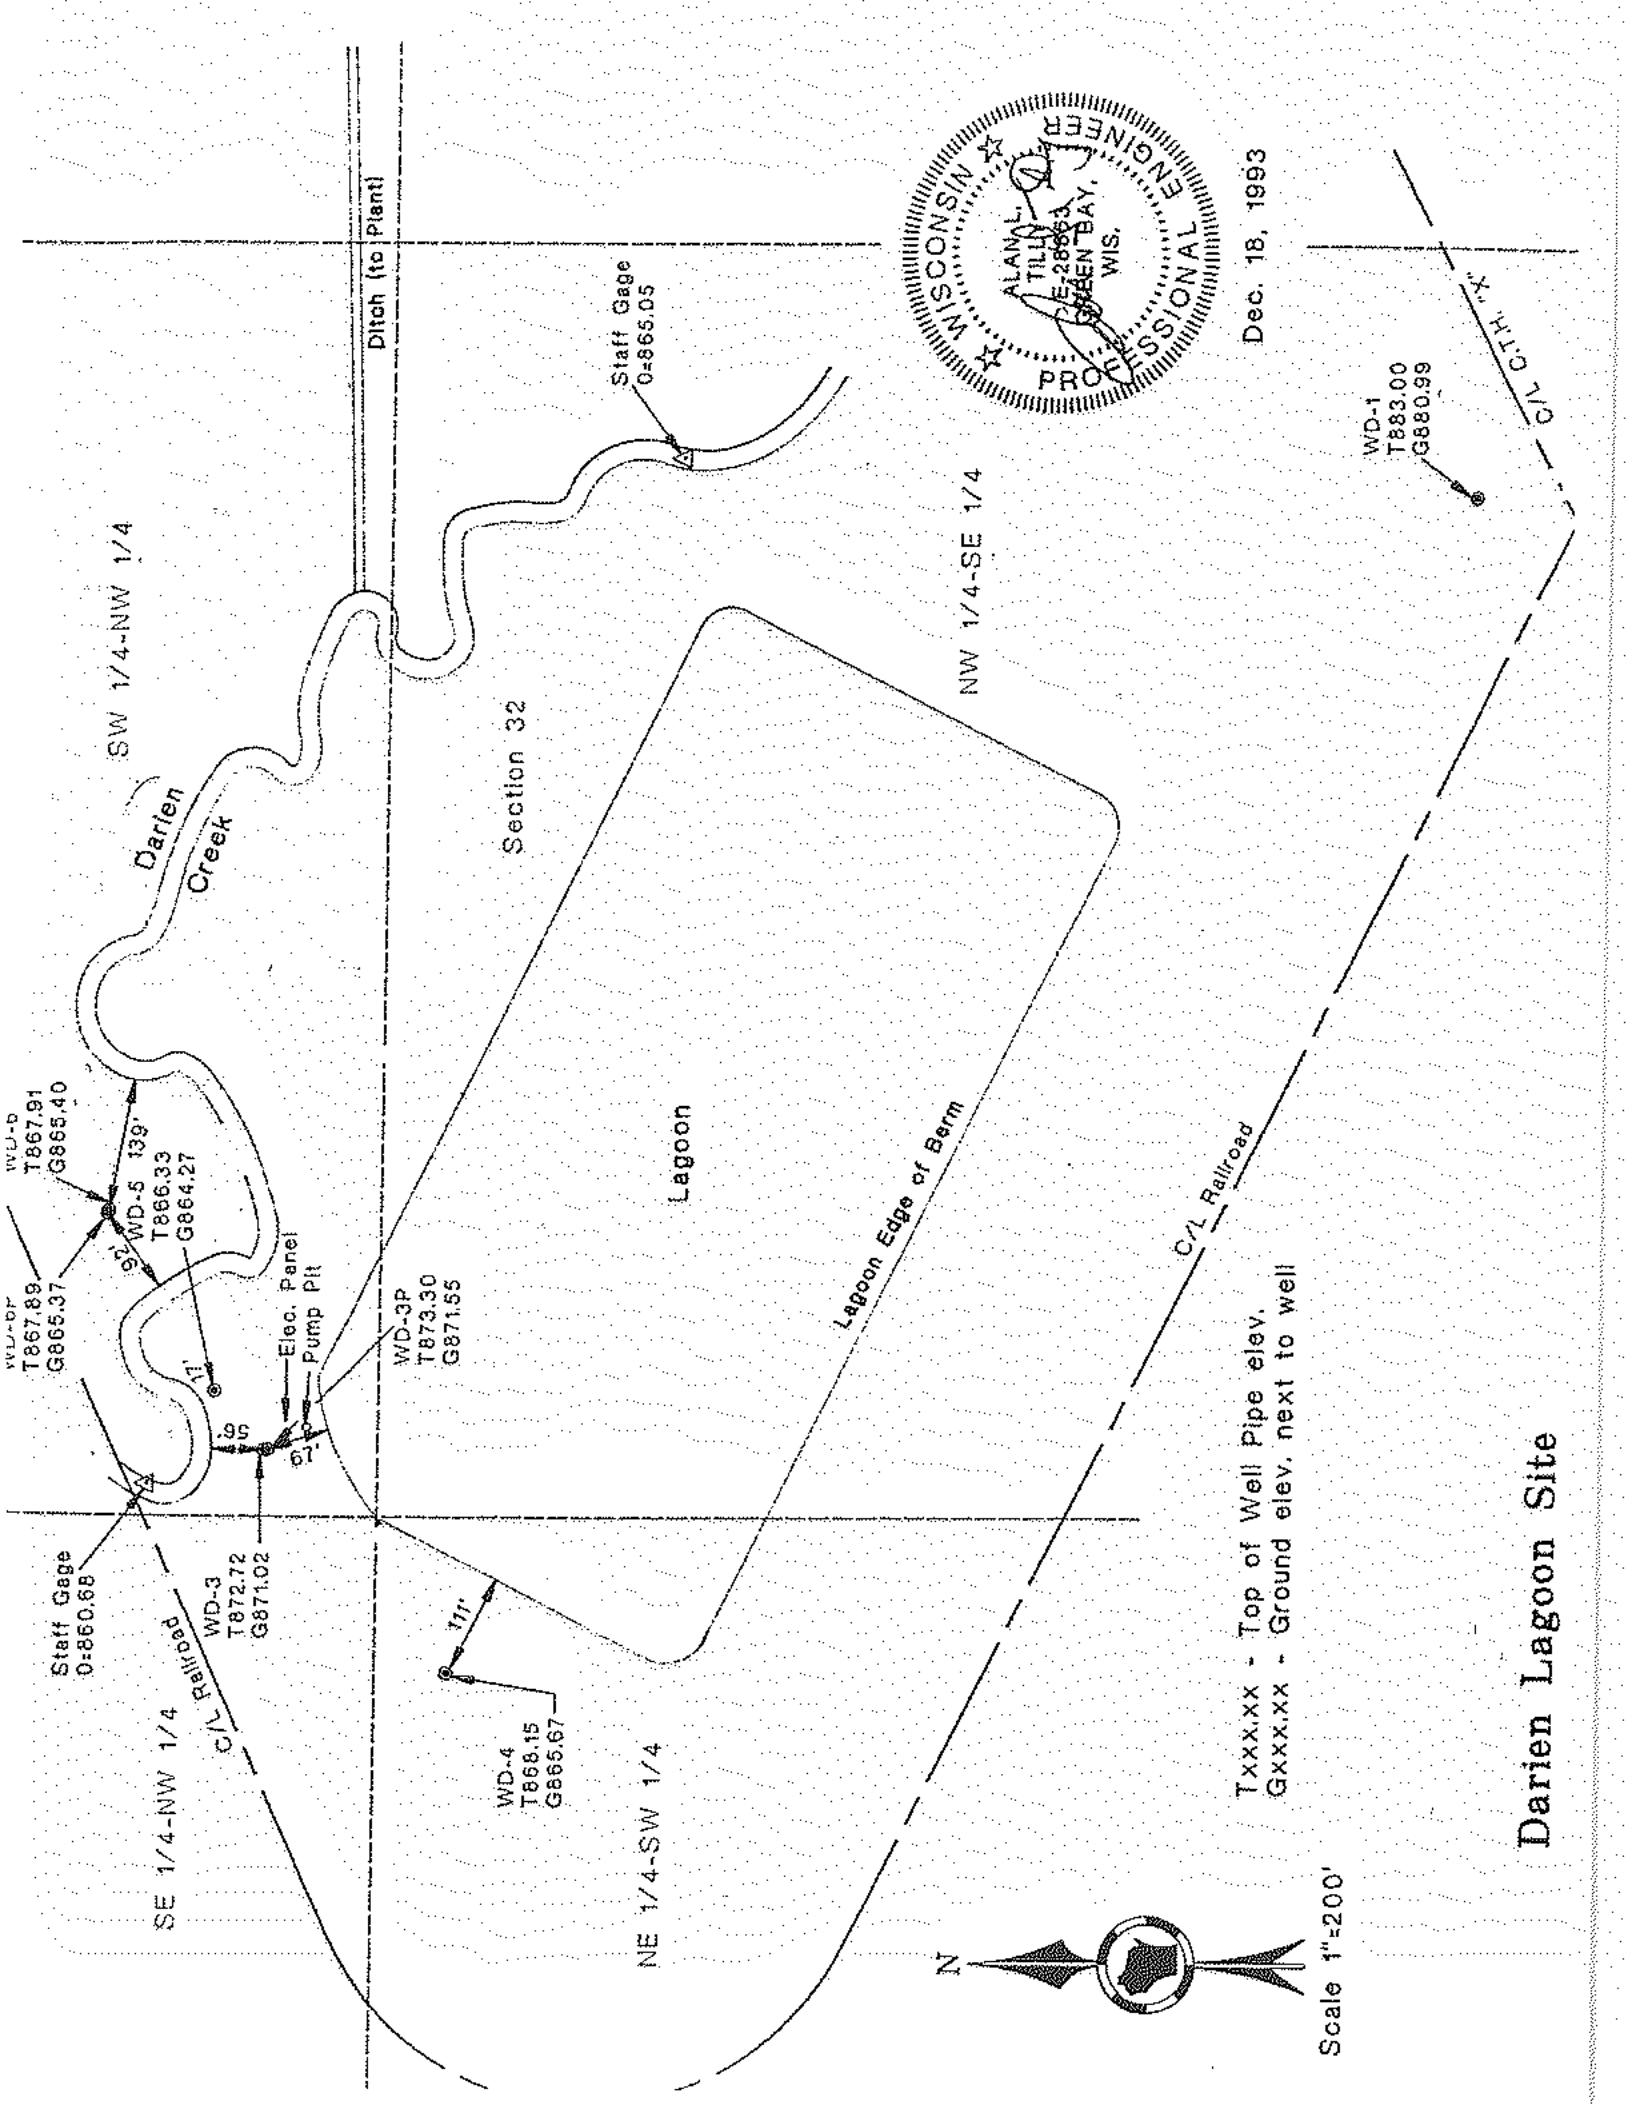 SE 1/4-NW 1/4
C/L Railroad
Staff Gage
0=860.68
WD-3
T872.72
G871.02
T867.89
G865.37
T867.91
G865.40
139'
92'
WD-5
T866.33
G864.27
77'
56'
Elec. Panel
Pump Pit
WD-3P
T873.30
G871.55
Darien
Creek
SW 1/4-NW 1/4
Ditch (to Plant)
Staff Gage
0=865.05
Section 32
111'
WD-4
T868.15
G865.67
NE 1/4-SW 1/4
Lagoon
Lagoon Edge of Berm
NW 1/4-SE 1/4
WISCONSIN
PROFESSIONAL ENGINEER
ALAN L.
GREEN BAY,
WIS.
Dec. 18, 1993
C/L Railroad
WD-1
T883.00
G880.99
C/L C.T.H. "X"
N
Scale 1"=200'
Txxx.xx - Top of Well Pipe elev.
Gxxx.xx - Ground elev. next to well
Darien Lagoon Site